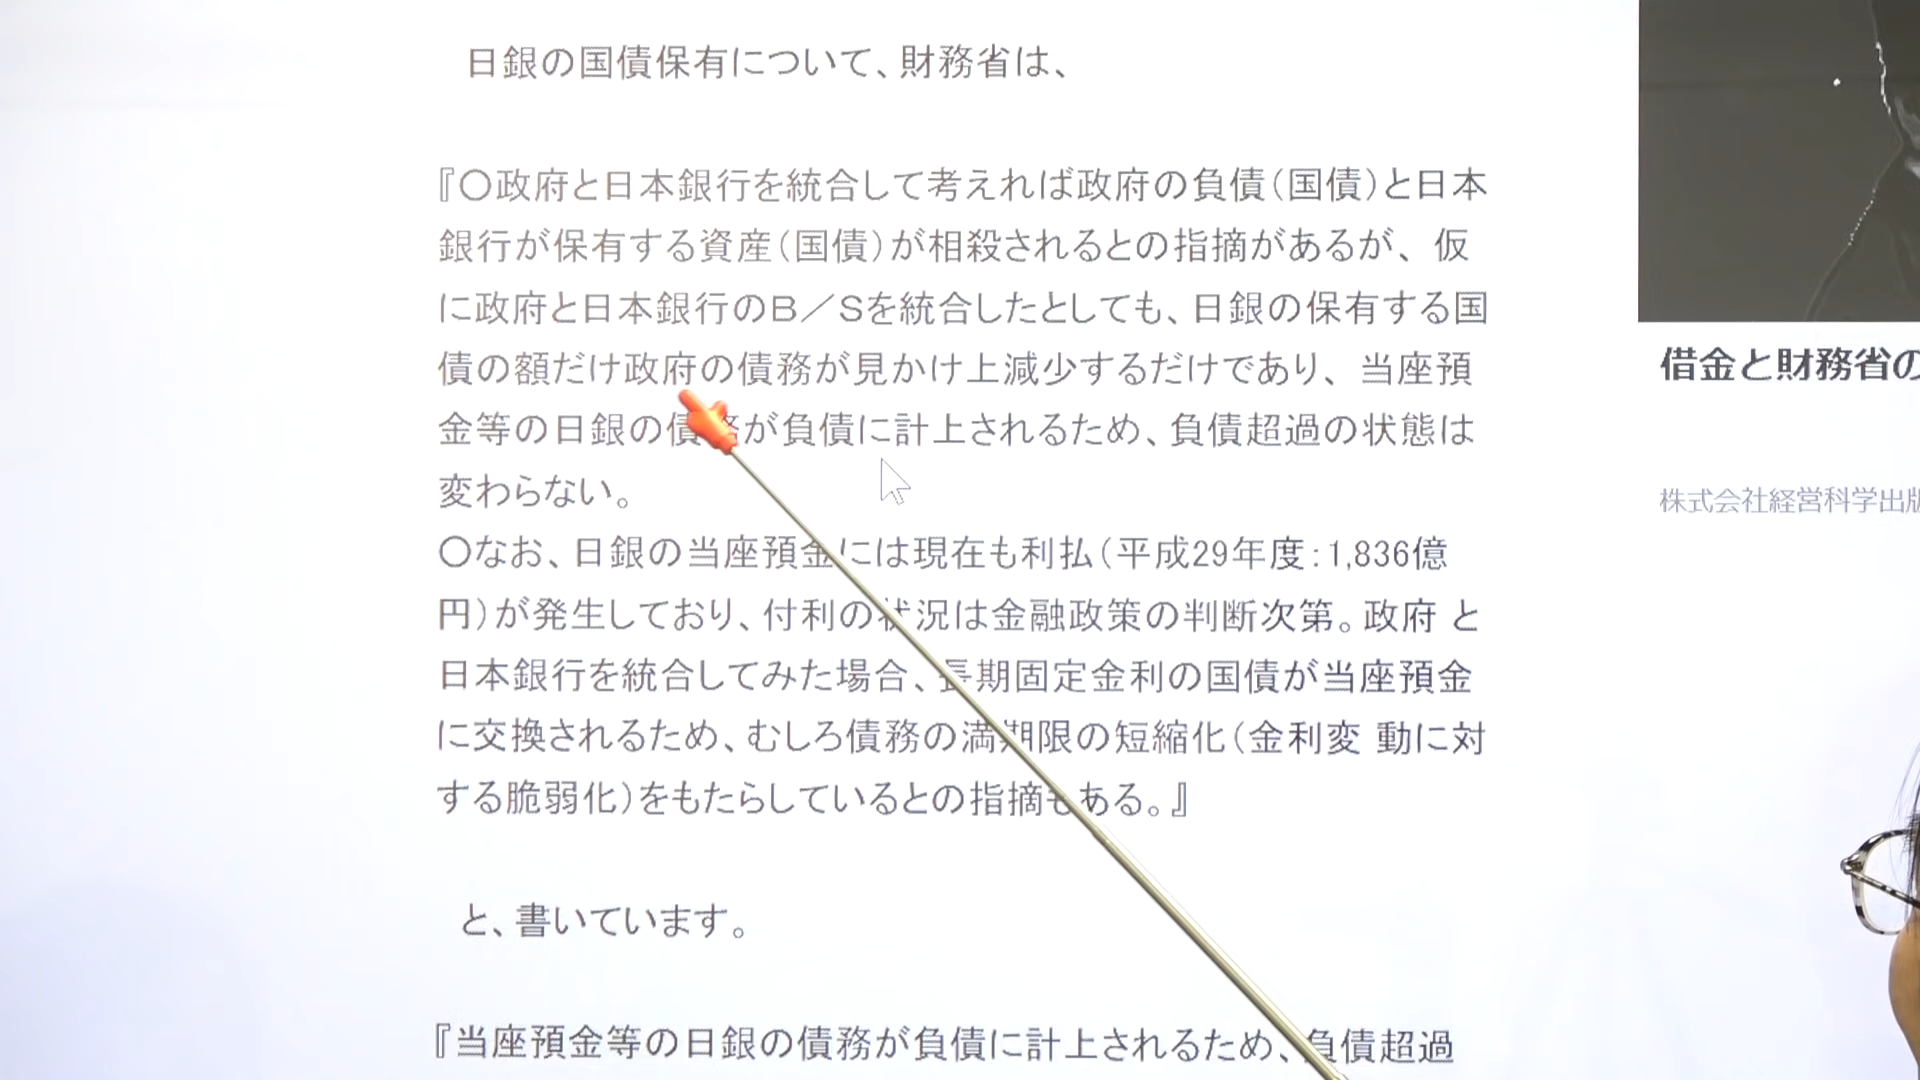 日銀の国債保有について、財務省は、
『〇政府と日本銀行を統合して考えれば政府の負債（国債）と日本
銀行が保有する資産（国債）が相殺されるとの指摘があるが、仮
に政府と日本銀行のＢ／Ｓを統合したとしても、日銀の保有する国
債の額だけ政府の債務が見かけ上減少するだけであり、当座預
金等の日銀の債務が負債に計上されるため、負債超過の状態は
変わらない。
〇なお、日銀の当座預金には現在も利払（平成29年度：1,836億
円）が発生しており、付利の状況は金融政策の判断次第。政府 と
日本銀行を統合してみた場合、長期固定金利の国債が当座預金
に交換されるため、むしろ債務の満期限の短縮化（金利変 動に対
する脆弱化）をもたらしているとの指摘もある。』
と、書いています。
『当座預金等の日銀の債務が負債に計上されるため、負債超過
借金と財務省の
株式会社経営科学出版